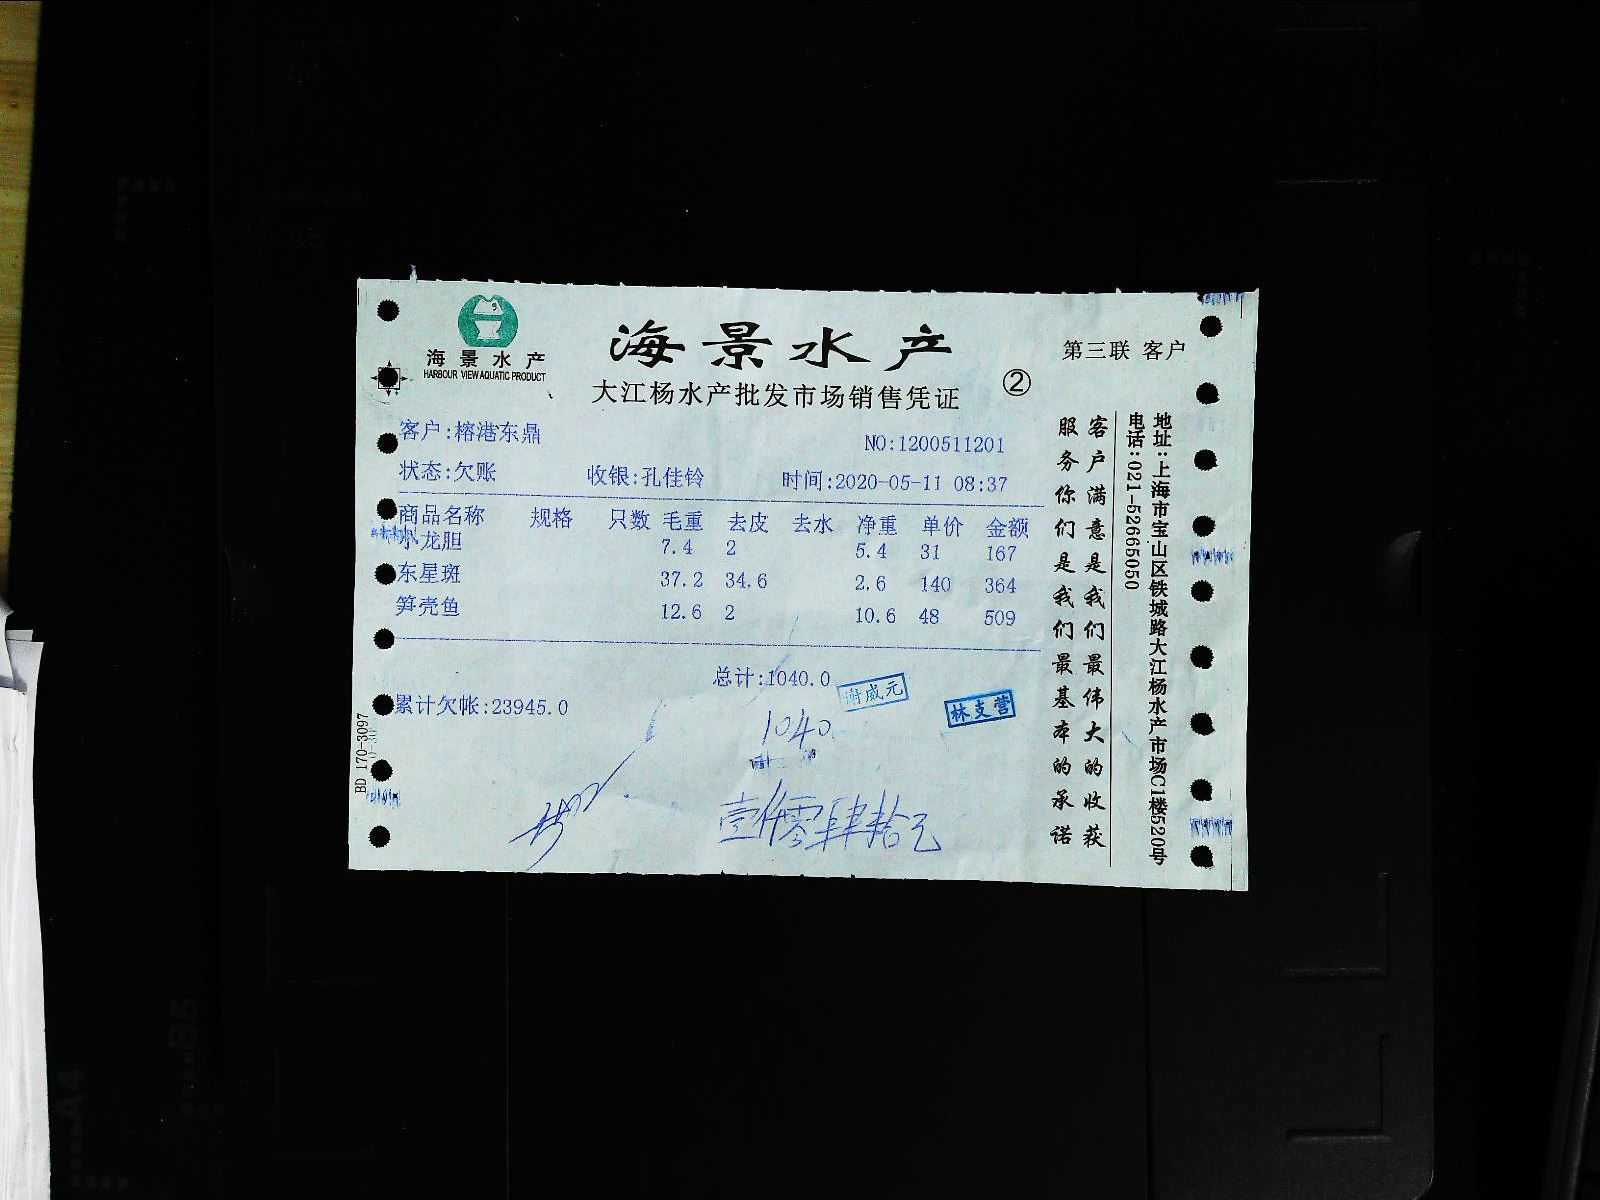 海景水产
HARBOUR VIEW AQUATIC PRODUCT
海景水产
大江杨水产批发市场销售凭证
②
第三联 客户
客户:榕港东鼎
NO:1200511201
状态:欠账 收银:孔佳铃 时间:2020-05-11 08:37
商品名称 规格 只数 毛重 去皮 去水 净重 单价 金额
小龙胆 7.4 2 5.4 31 167
东星斑 37.2 34.6 2.6 140 364
笋壳鱼 12.6 2 10.6 48 509
总计:1040.0
累计欠帐:23945.0
谢威元
林支营
1040.
壹仟零肆拾元
BD 170-3097
客户满意是我们最伟大的收获
服务你们是我们最基本的承诺
地址:上海市宝山区铁城路大江杨水产市场C1楼520号
电话:021-52665050
A4
B5